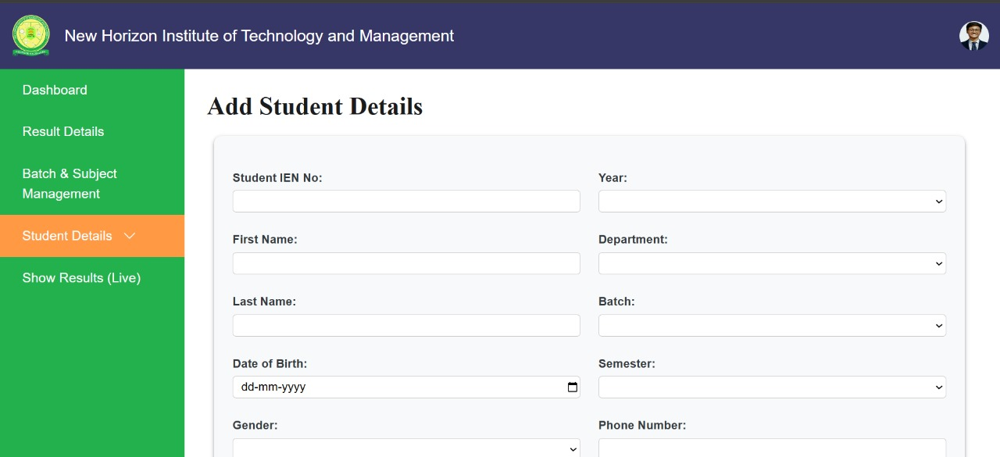 New Horizon Institute of Technology and Management
Dashboard
Result Details
Batch & Subject
Management
Student Details
Show Results (Live)
Add Student Details
Student IEN No:
Year:
First Name:
Department:
Last Name:
Batch:
Date of Birth:
Semester:
dd-mm-yyyy
Gender:
Phone Number: